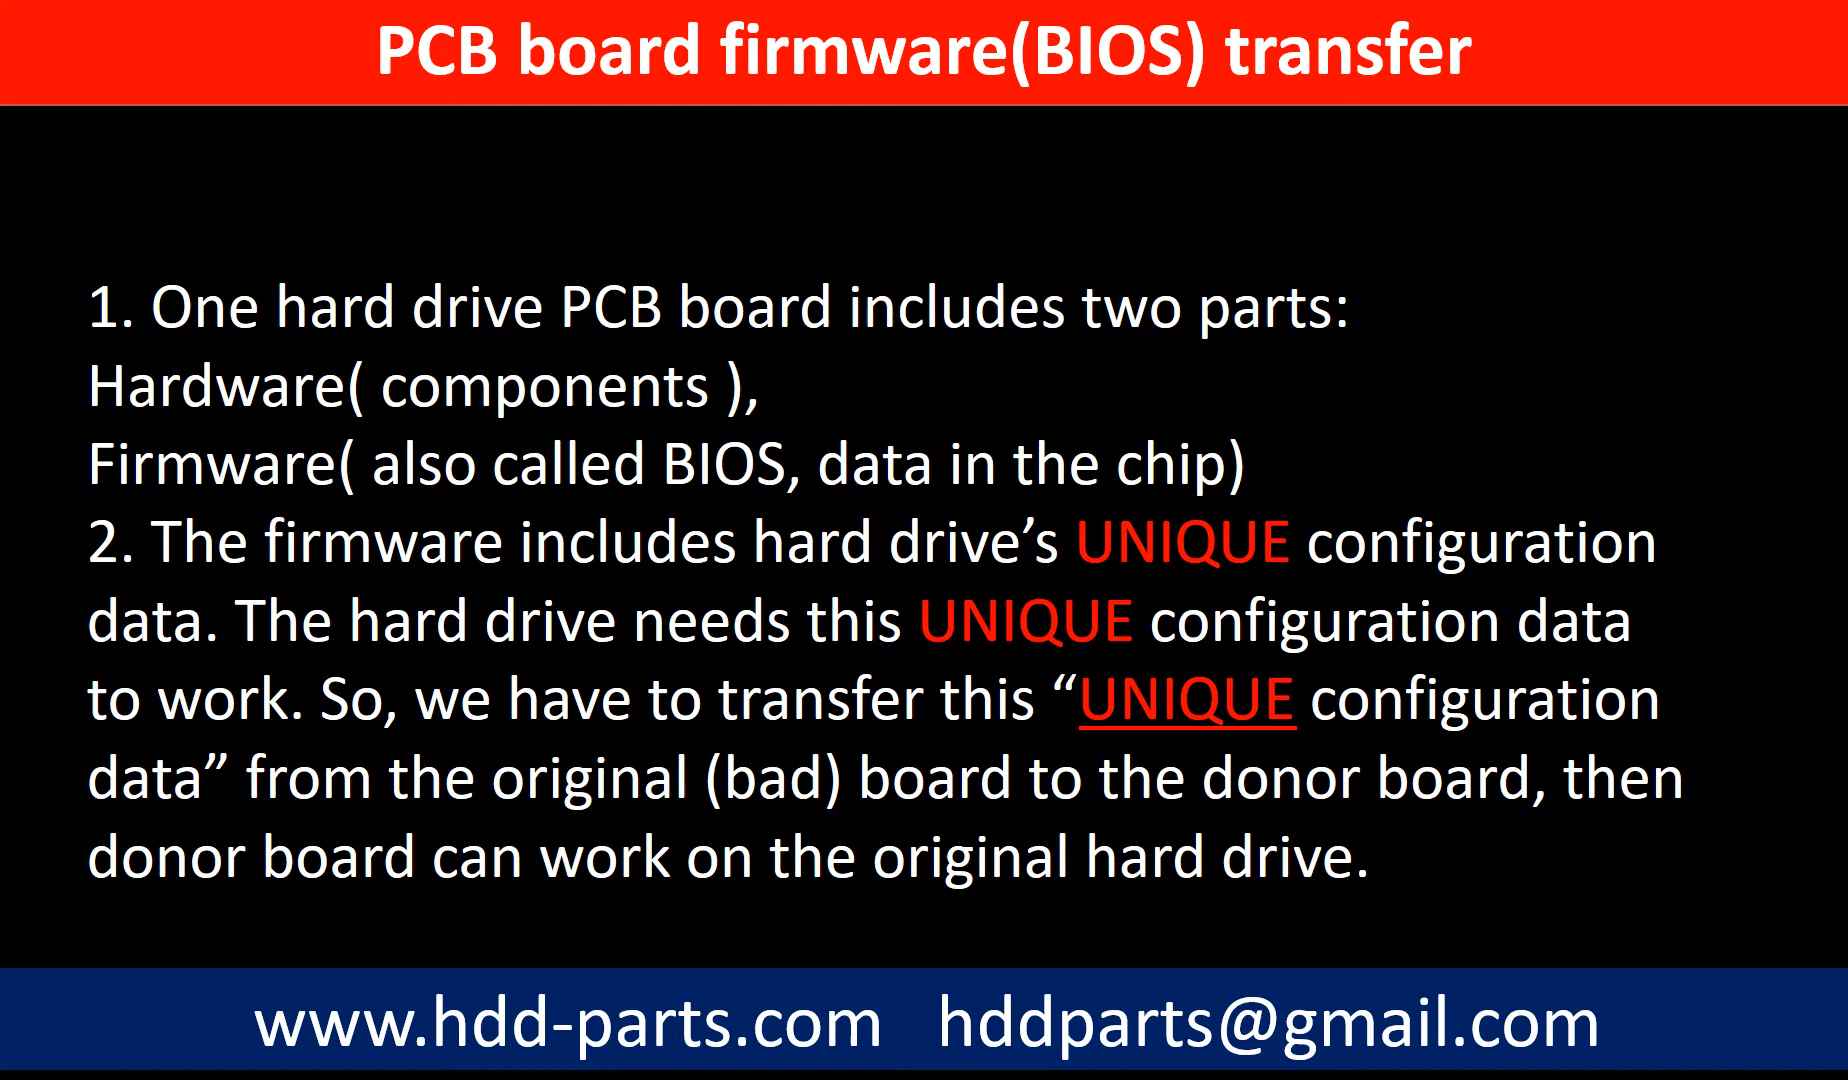 PCB board firmware(BIOS) transfer
1. One hard drive PCB board includes two parts:
Hardware( components ),
Firmware( also called BIOS, data in the chip)
2. The firmware includes hard drive’s UNIQUE configuration
data. The hard drive needs this UNIQUE configuration data
to work. So, we have to transfer this “UNIQUE configuration
data” from the original (bad) board to the donor board, then
donor board can work on the original hard drive.
www.hdd-parts.com hddparts@gmail.com